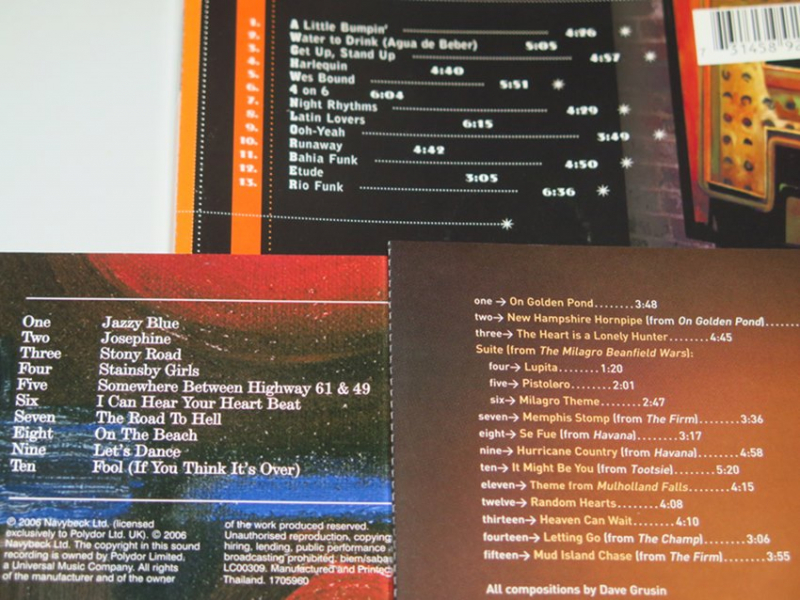 1. A Little Bumpin' 4:26
2. Water to Drink (Agua de Beber) 5:05
3. Get Up, Stand Up 4:57
4. Harlequin 4:40
5. Wes Bound 5:51
6. 4 on 6 6:04
7. Night Rhythms 4:29
8. Latin Lovers 6:15
9. Ooh-Yeah 3:49
10. Runaway 4:42
11. Bahia Funk 4:50
12. Etude 3:05
13. Rio Funk 6:36
7 31458 92
One Jazzy Blue
Two Josephine
Three Stony Road
Four Stainsby Girls
Five Somewhere Between Highway 61 & 49
Six I Can Hear Your Heart Beat
Seven The Road To Hell
Eight On The Beach
Nine Let's Dance
Ten Fool (If You Think It's Over)
℗ 2006 Navybeck Ltd. (licensed
exclusively to Polydor Ltd. UK). © 2006
Navybeck Ltd. The copyright in this sound
recording is owned by Polydor Limited.
a Universal Music Company. All rights
of the manufacturer and of the owner
of the work produced reserved.
Unauthorised reproduction, copying
hiring, lending, public performance
broadcasting prohibited. biem/sabam
LC00309. Manufactured and Printed
Thailand. 1705960
one → On Golden Pond........3:48
two→ New Hampshire Hornpipe (from On Golden Pond)......
three→ The Heart is a Lonely Hunter........4:45
Suite (from The Milagro Beanfield Wars):
four→ Lupita........1:20
five→ Pistolero........2:01
six→ Milagro Theme........2:47
seven→ Memphis Stomp (from The Firm)........3:36
eight→ Se Fue (from Havana)........3:17
nine→ Hurricane Country (from Havana)........4:58
ten→ It Might Be You (from Tootsie)........5:20
eleven→ Theme from Mulholland Falls........4:15
twelve→ Random Hearts........4:08
thirteen→ Heaven Can Wait........4:10
fourteen→ Letting Go (from The Champ)........3:06
fifteen→ Mud Island Chase (from The Firm)........3:55
All compositions by Dave Grusin